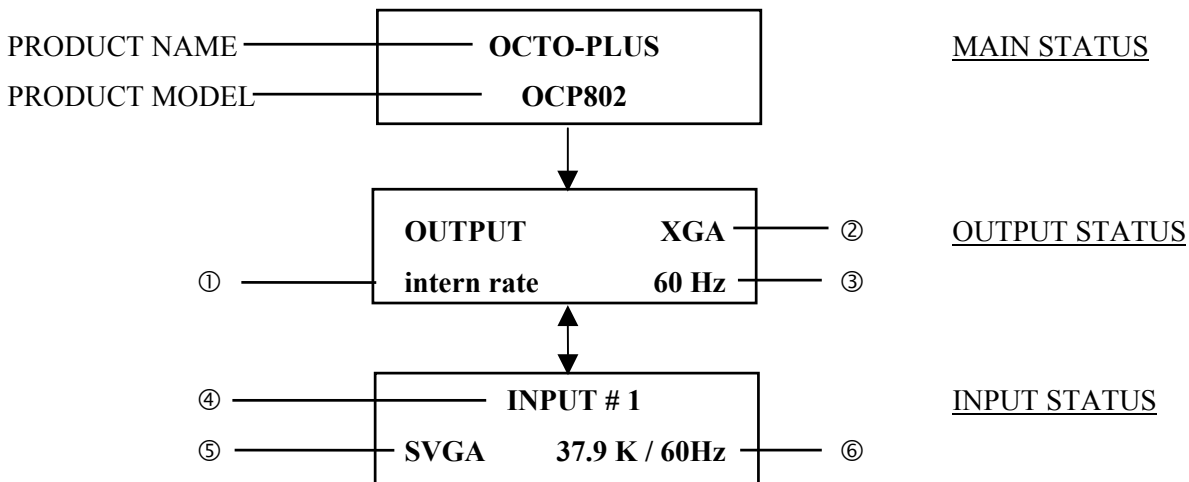 PRODUCT NAME OCTO-PLUS MAIN STATUS
PRODUCT MODEL OCP802
OUTPUT XGA ② OUTPUT STATUS
① intern rate 60 Hz ③
④ INPUT # 1 INPUT STATUS
⑤ SVGA 37.9 K / 60Hz ⑥